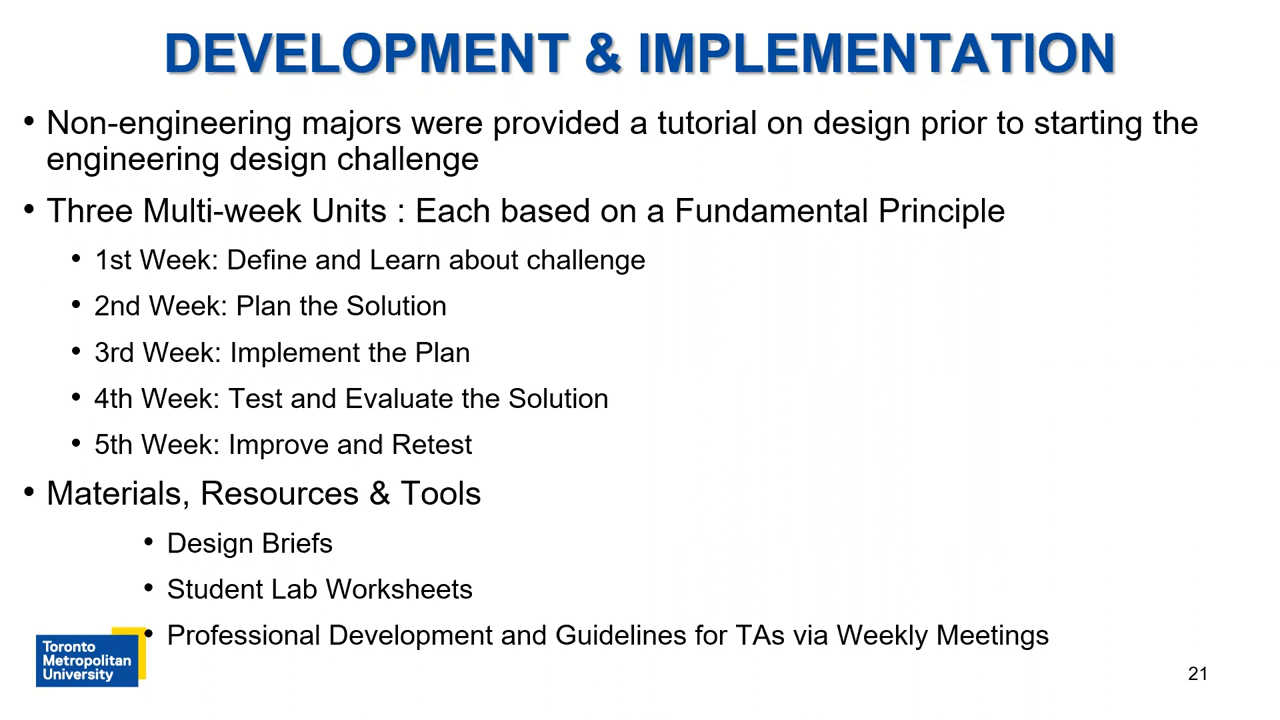 DEVELOPMENT & IMPLEMENTATION
• Non-engineering majors were provided a tutorial on design prior to starting the
engineering design challenge
• Three Multi-week Units : Each based on a Fundamental Principle
• 1st Week: Define and Learn about challenge
• 2nd Week: Plan the Solution
• 3rd Week: Implement the Plan
• 4th Week: Test and Evaluate the Solution
• 5th Week: Improve and Retest
• Materials, Resources & Tools
• Design Briefs
• Student Lab Worksheets
• Professional Development and Guidelines for TAs via Weekly Meetings
Toronto
Metropolitan
University
21